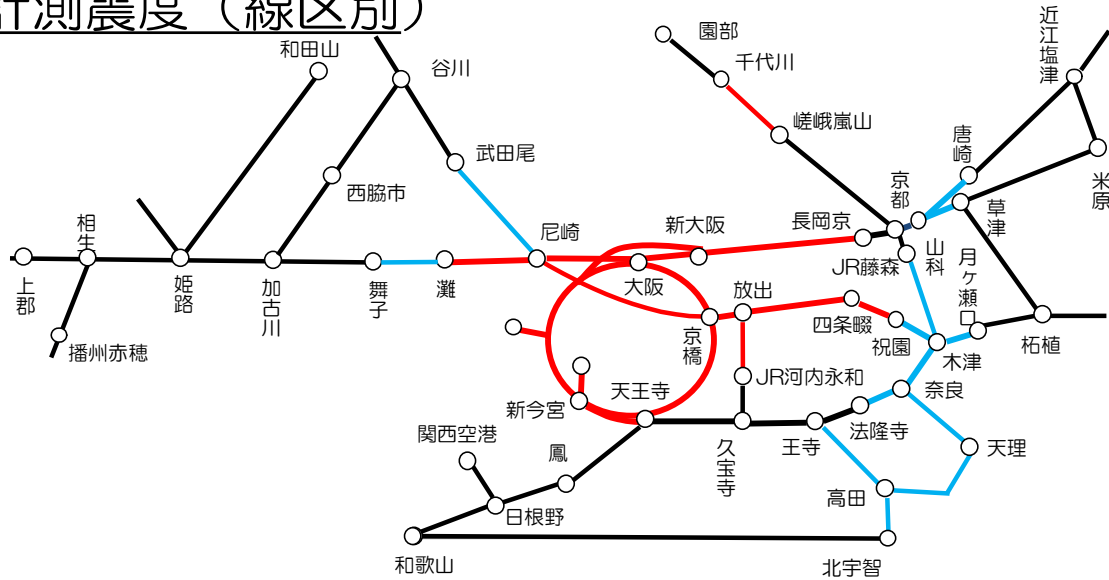 計測震度（線区別）
近江塩津
園部
和田山
谷川
千代川
嵯峨嵐山
唐崎
武田尾
京都
米原
西脇市
草津
相生
新大阪
長岡京
尼崎
山科
月ヶ瀬口
JR藤森
上郡
姫路
加古川
舞子
灘
大阪
放出
四条畷
京橋
祝園
木津
柘植
播州赤穂
JR河内永和
天王寺
奈良
新今宮
法隆寺
関西空港
鳳
久宝寺
王寺
天理
高田
日根野
和歌山
北宇智